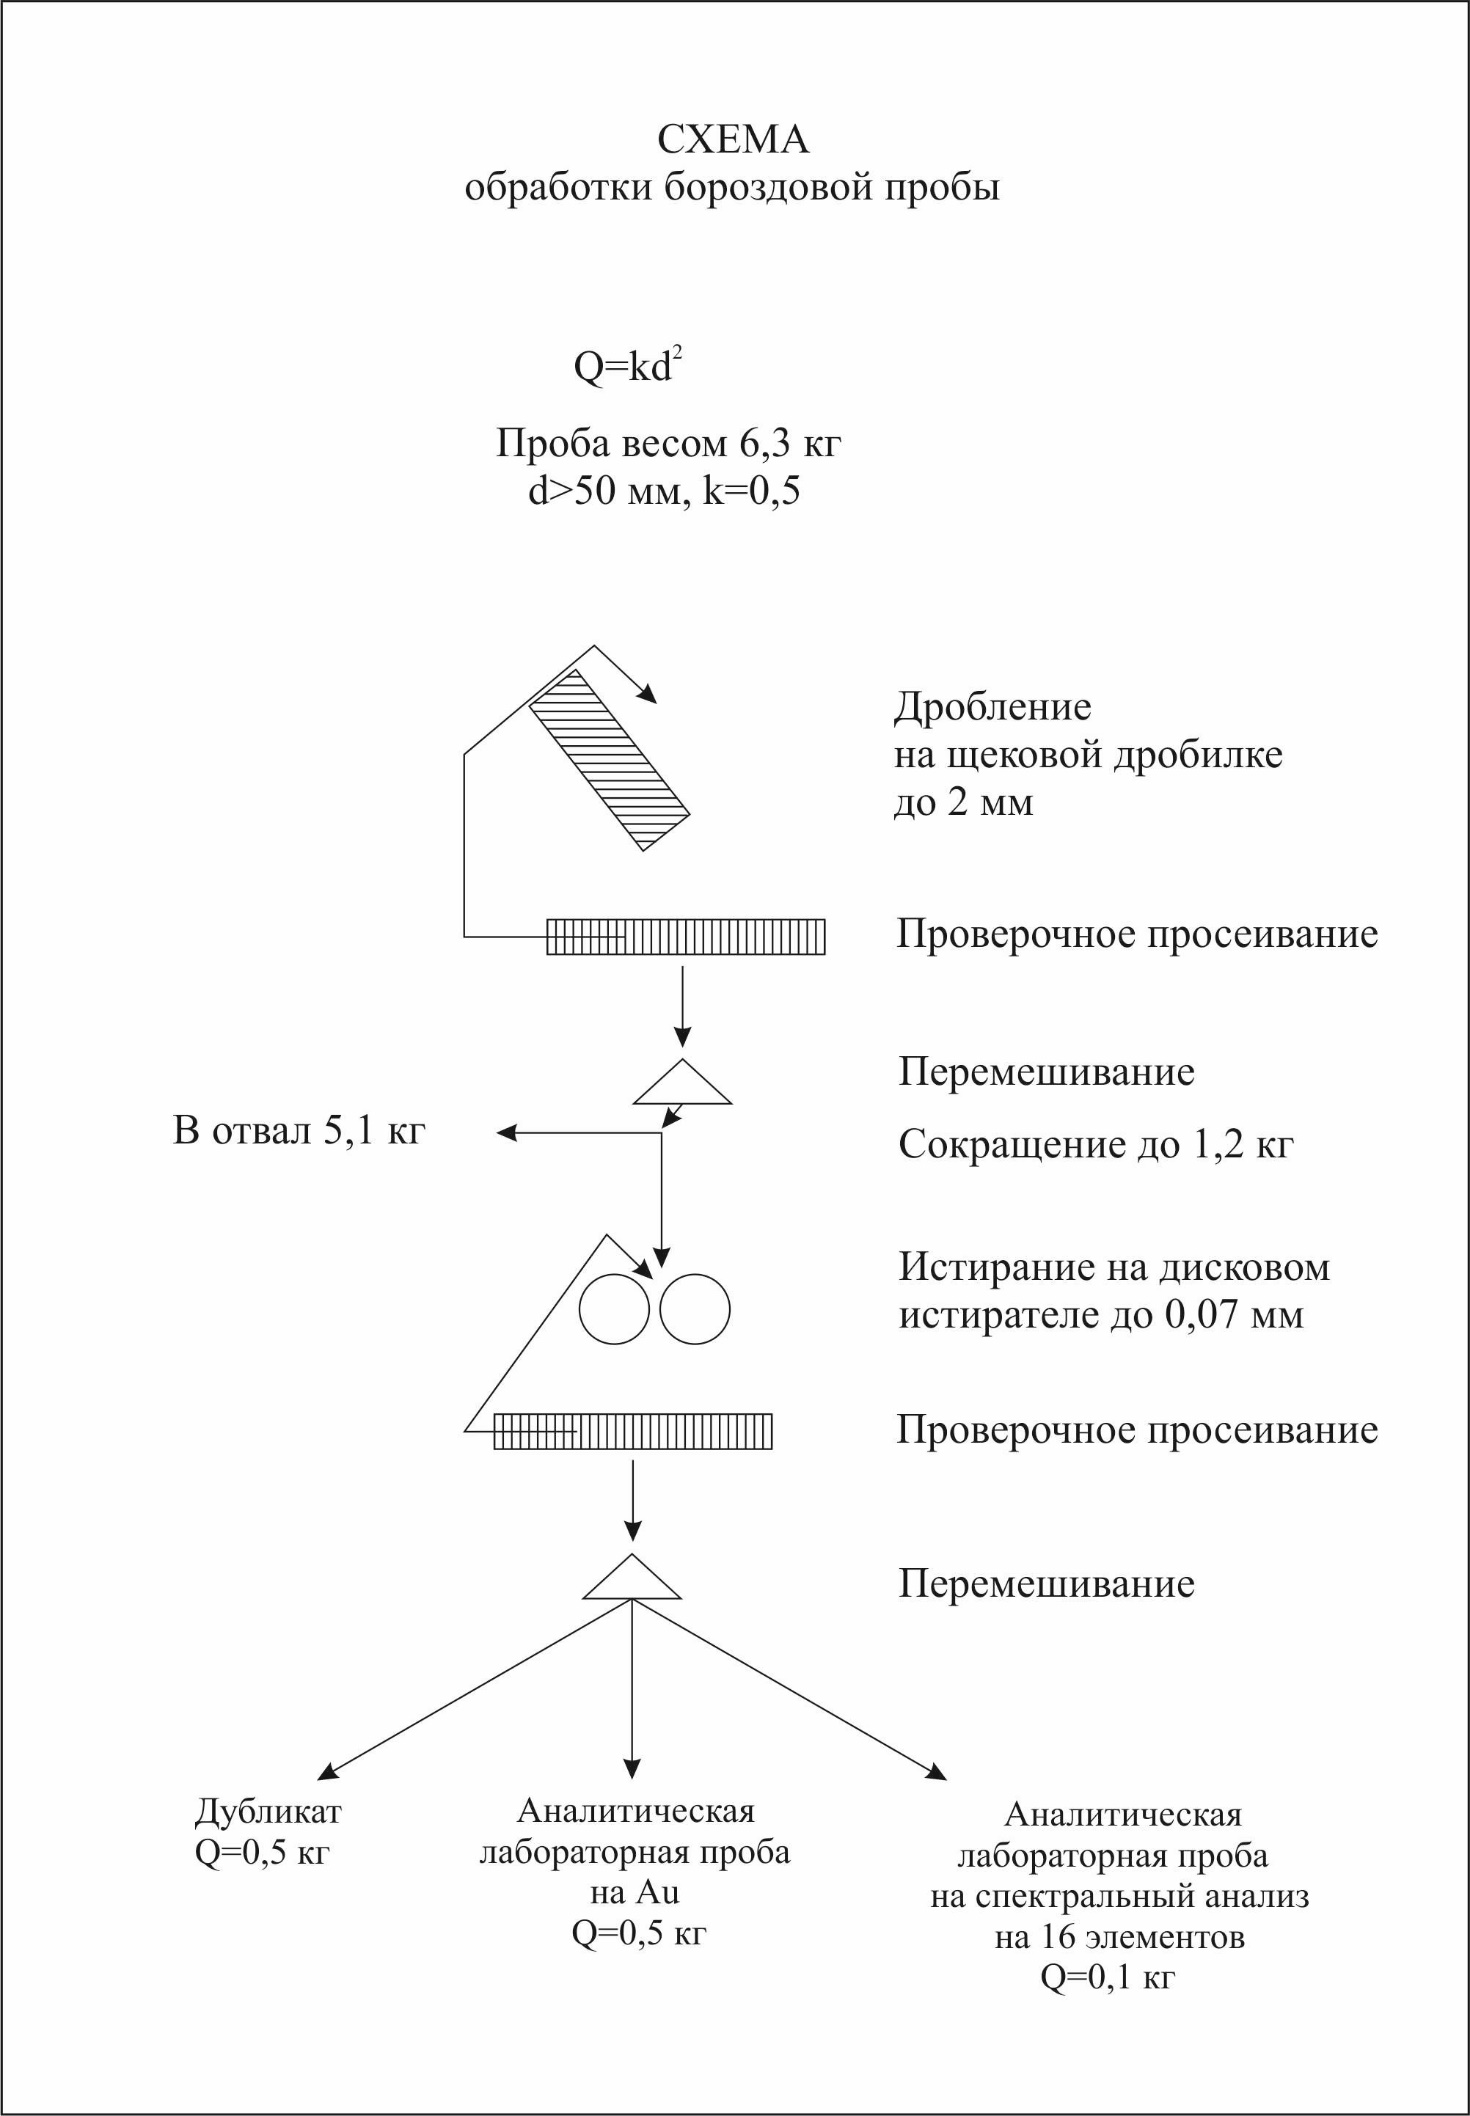 СХЕМА
обработки бороздовой пробы
Q=kd²
Проба весом 6,3 кг
d>50 мм, k=0,5
Дробление
на щековой дробилке
до 2 мм
Проверочное просеивание
Перемешивание
В отвал 5,1 кг
Сокращение до 1,2 кг
Истирание на дисковом
истирателе до 0,07 мм
Проверочное просеивание
Перемешивание
Дубликат
Q=0,5 кг
Аналитическая
лабораторная проба
на Au
Q=0,5 кг
Аналитическая
лабораторная проба
на спектральный анализ
на 16 элементов
Q=0,1 кг